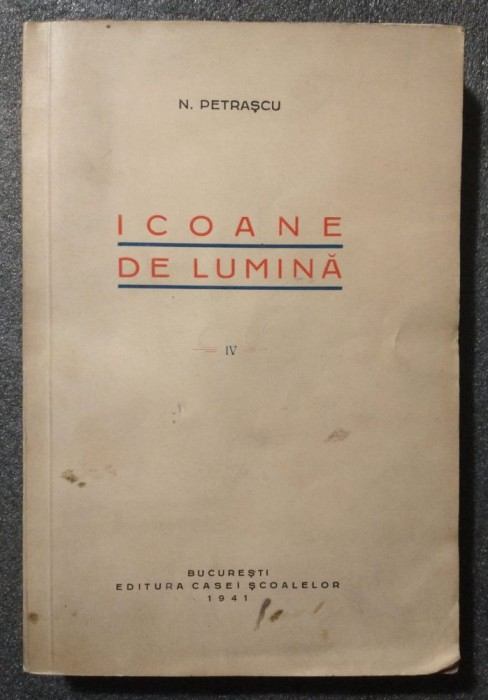 N. PETRAȘCU
ICOANE
DE LUMINĂ
IV
BUCUREȘTI
EDITURA CASEI ȘCOALELOR
1941